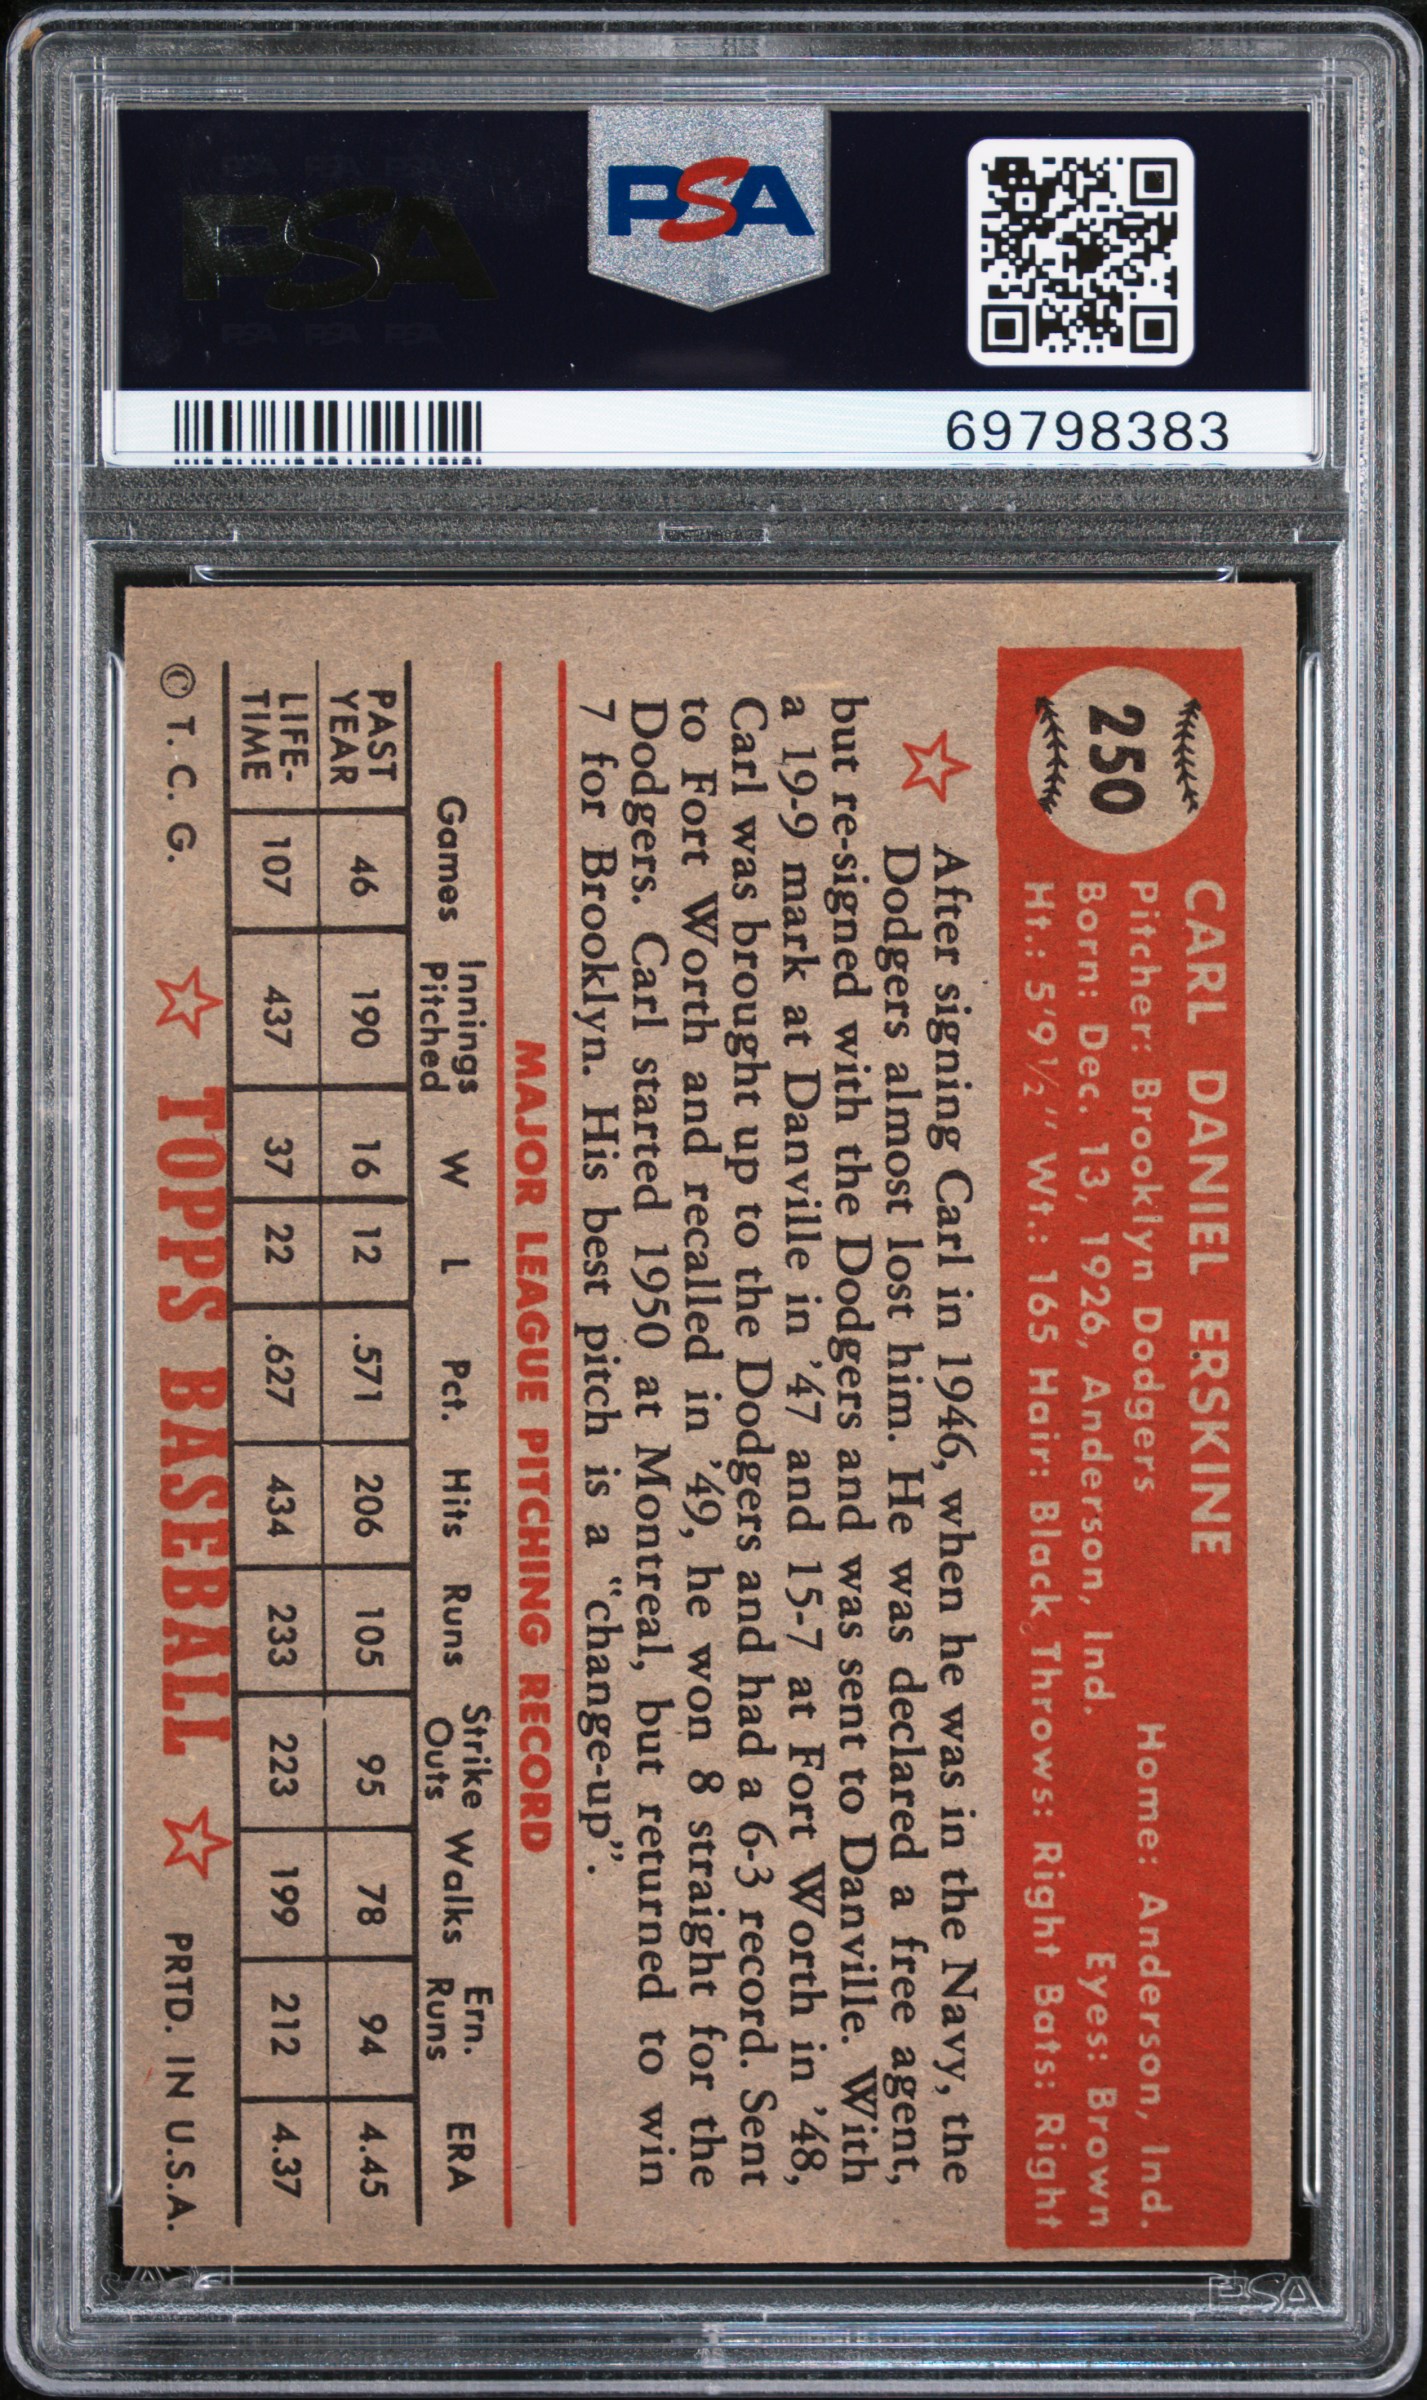 PSA
PSA PSA PSA
PSA
PSA PSA PSA
69798383
250
CARL DANIEL ERSKINE
Pitcher: Brooklyn Dodgers Home: Anderson, Ind.
Born: Dec. 13, 1926, Anderson, Ind. Eyes: Brown
Ht.: 5'9½" Wt.: 165 Hair: Black Throws: Right Bats: Right
After signing Carl in 1946, when he was in the Navy, the
Dodgers almost lost him. He was declared a free agent,
but re-signed with the Dodgers and was sent to Danville. With
a 19-9 mark at Danville in '47 and 15-7 at Fort Worth in '48,
Carl was brought up to the Dodgers and had a 6-3 record. Sent
to Fort Worth and recalled in '49, he won 8 straight for the
Dodgers. Carl started 1950 at Montreal, but returned to win
7 for Brooklyn. His best pitch is a "change-up".
MAJOR LEAGUE PITCHING RECORD
Games Innings Pitched W L Pct. Hits Runs Strike Outs Walks Ern. Runs ERA
PAST YEAR 46 190 16 12 .571 206 105 95 78 94 4.45
LIFE-TIME 107 437 37 22 .627 434 233 223 199 212 4.37
© T. C. G. TOPPS BASEBALL PRTD. IN U.S.A.
PSA
PSA